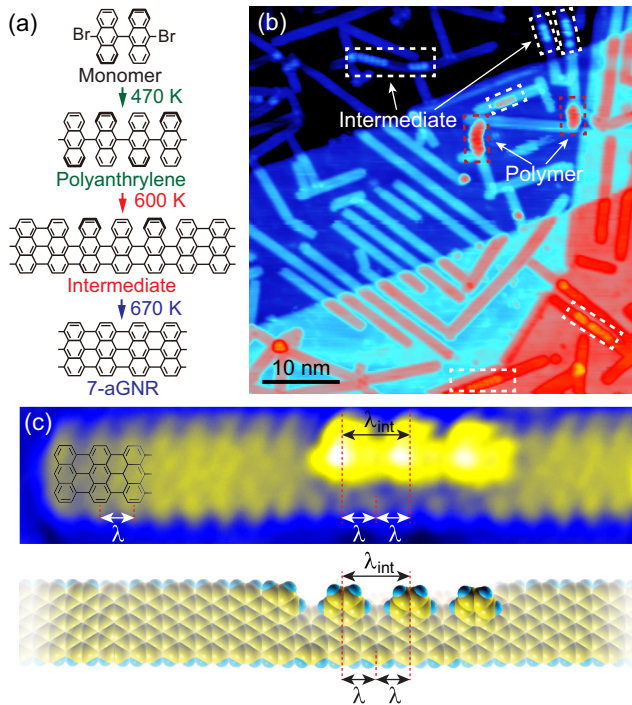 (a)
Br
Br
Monomer
470 K
Polyanthrylene
600 K
Intermediate
670 K
7-aGNR
(b)
Intermediate
Polymer
10 nm
(c)
λint
λ
λ λ
λint
λ λ